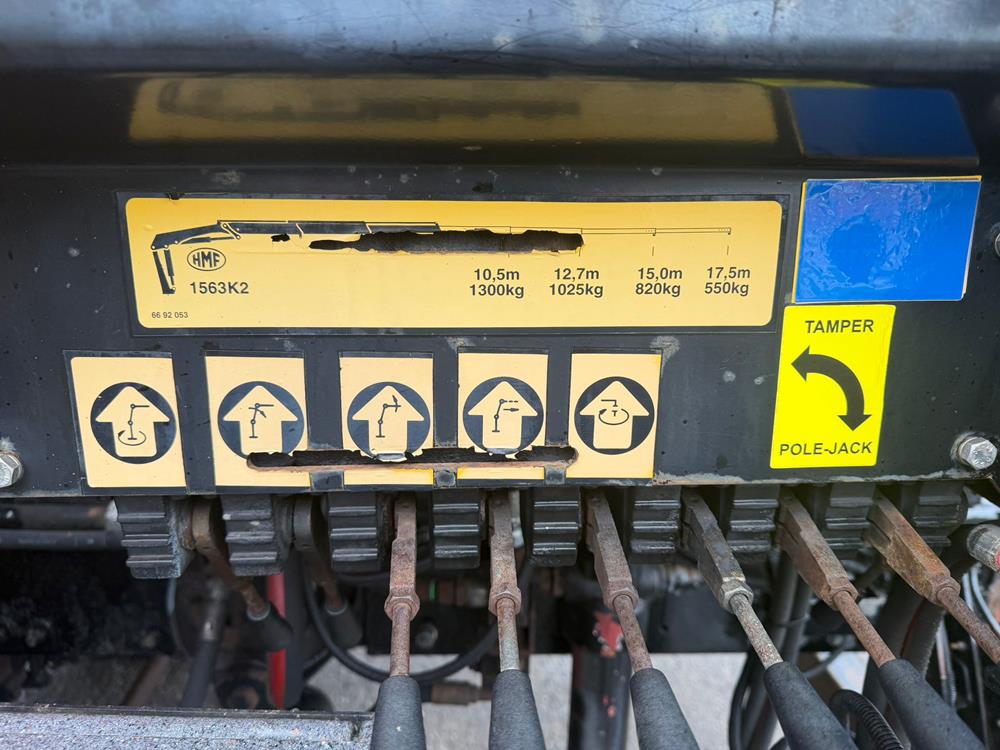 HMF
1563K2
10,5m 12,7m 15,0m 17,5m
1300kg 1025kg 820kg 550kg
66 92 053
TAMPER
POLE-JACK